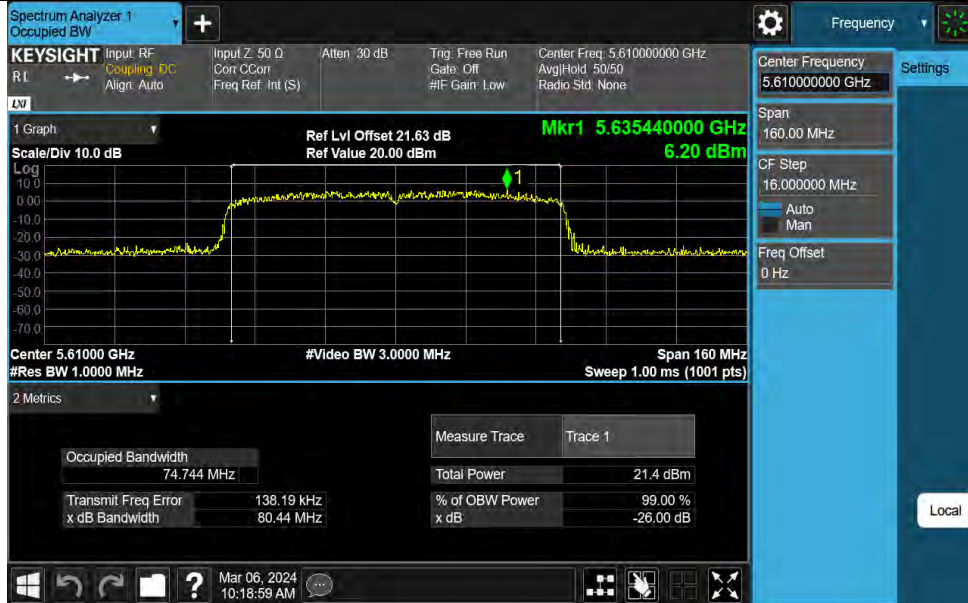 Spectrum Analyzer 1
Occupied BW
+
Frequency
KEYSIGHT
Input: RF
Coupling: DC
Align: Auto
Input Z: 50 Ω
Corr CCorr
Freq Ref: Int (S)
Atten: 30 dB
Trig: Free Run
Gate: Off
#IF Gain: Low
Center Freq: 5.610000000 GHz
Avg|Hold: 50/50
Radio Std: None
LXI
Center Frequency
5.610000000 GHz
Settings
Span
160.00 MHz
CF Step
16.000000 MHz
Auto
Man
Freq Offset
0 Hz
1 Graph
Scale/Div 10.0 dB
Ref Lvl Offset 21.63 dB
Ref Value 20.00 dBm
Mkr1 5.635440000 GHz
6.20 dBm
Log
10.0
0.00
-10.0
-20.0
-30.0
-40.0
-50.0
-60.0
-70.0
1
Center 5.61000 GHz
#Res BW 1.0000 MHz
#Video BW 3.0000 MHz
Span 160 MHz
Sweep 1.00 ms (1001 pts)
2 Metrics
Measure Trace Trace 1
Occupied Bandwidth
74.744 MHz
Total Power 21.4 dBm
Transmit Freq Error 138.19 kHz
% of OBW Power 99.00 %
x dB Bandwidth 80.44 MHz
x dB -26.00 dB
Local
?
Mar 06, 2024
10:18:59 AM